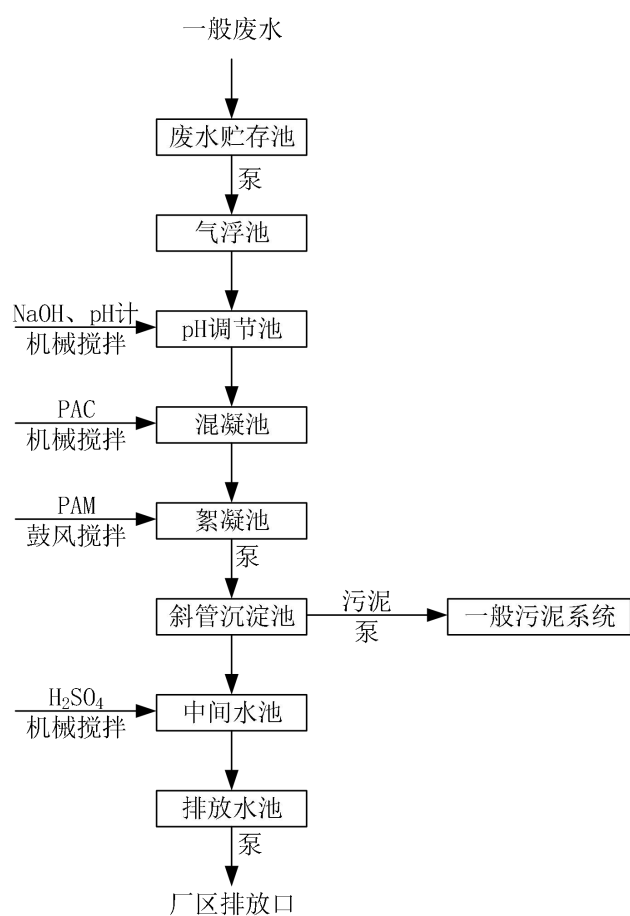 一般废水
废水贮存池
泵
气浮池
NaOH、pH计
机械搅拌
pH调节池
PAC
机械搅拌
混凝池
PAM
鼓风搅拌
絮凝池
泵
斜管沉淀池
污泥
泵
一般污泥系统
H₂SO₄
机械搅拌
中间水池
排放水池
泵
厂区排放口